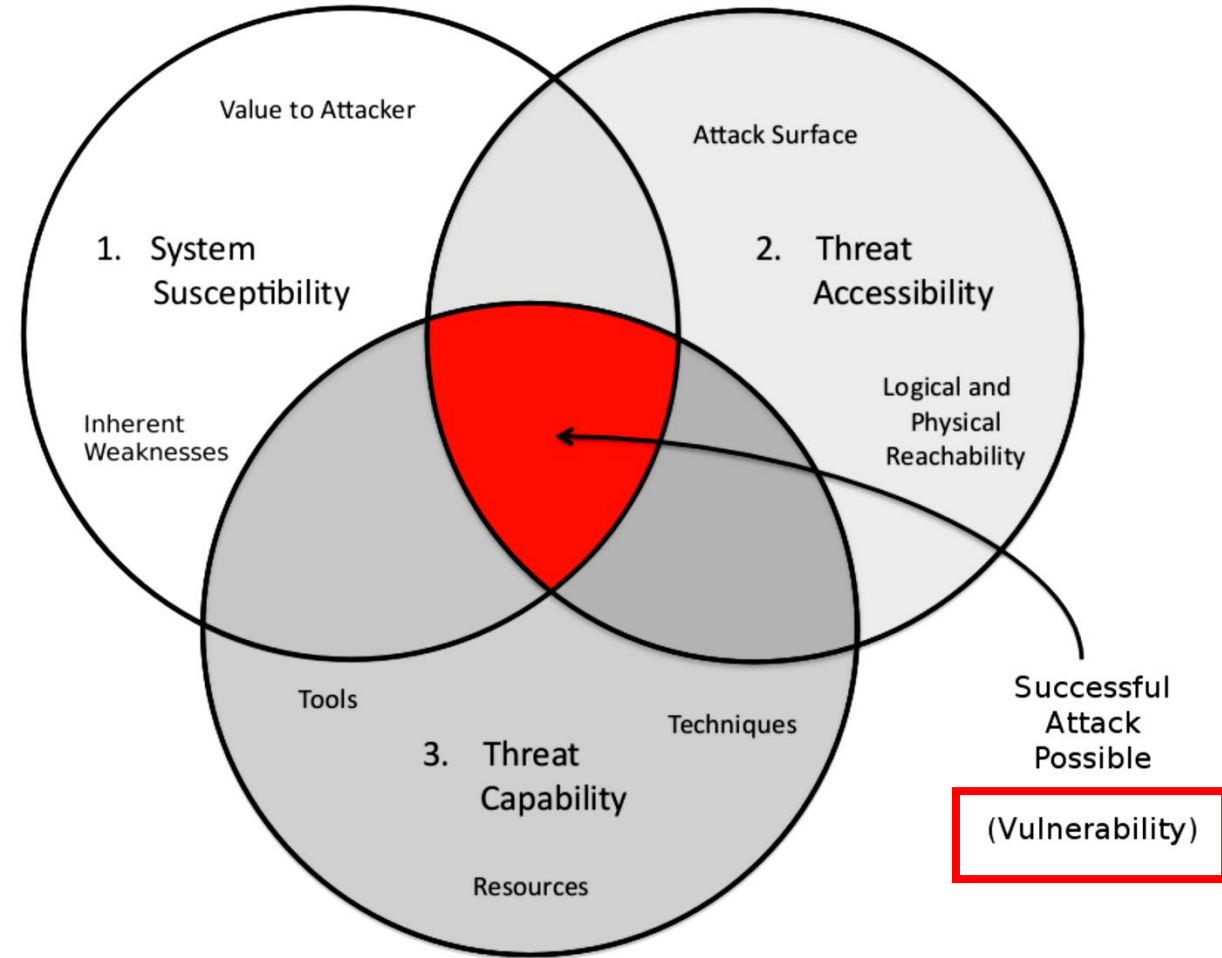 Value to Attacker
1. System
Susceptibility
Inherent
Weaknesses
Attack Surface
2. Threat
Accessibility
Logical and
Physical
Reachability
Tools
Techniques
3. Threat
Capability
Resources
Successful
Attack
Possible
(Vulnerability)